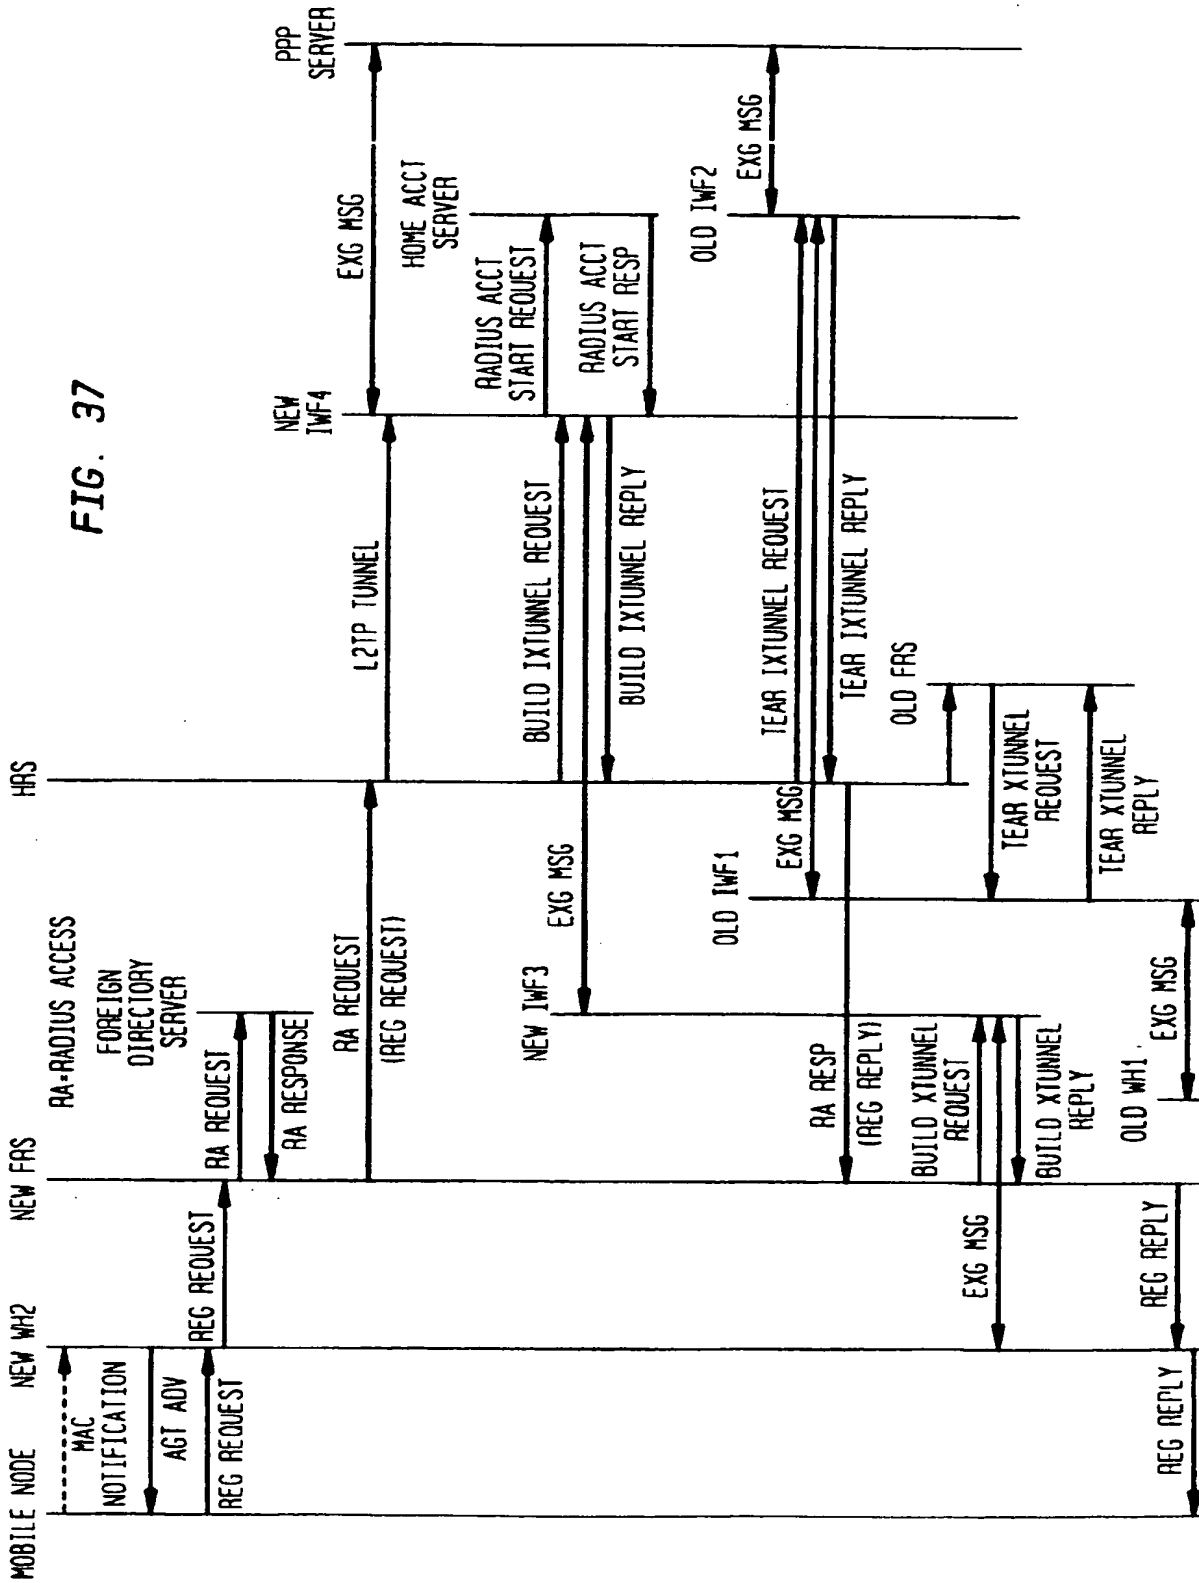 FIG. 37
MOBILE NODE
NEW WH2
NEW FRS
HRS
RA=RADIUS ACCESS
FOREIGN
DIRECTORY
SERVER
NEW
IWF4
PPP
SERVER
HOME ACCT
SERVER
MAC
NOTIFICATION
AGT ADV
REG REQUEST
REG REQUEST
RA REQUEST
RA RESPONSE
RA REQUEST
(REG REQUEST)
L2TP TUNNEL
EXG MSG
RADIUS ACCT
START REQUEST
RADIUS ACCT
START RESP
BUILD IXTUNNEL REQUEST
EXG MSG
BUILD IXTUNNEL REPLY
NEW IWF3
OLD IWF2
EXG MSG
TEAR IXTUNNEL REQUEST
EXG MSG
TEAR IXTUNNEL REPLY
OLD IWF1
RA RESP
(REG REPLY)
OLD FRS
BUILD XTUNNEL
REQUEST
EXG MSG
BUILD XTUNNEL
REPLY
TEAR XTUNNEL
REQUEST
TEAR XTUNNEL
REPLY
OLD WH1
EXG MSG
REG REPLY
REG REPLY